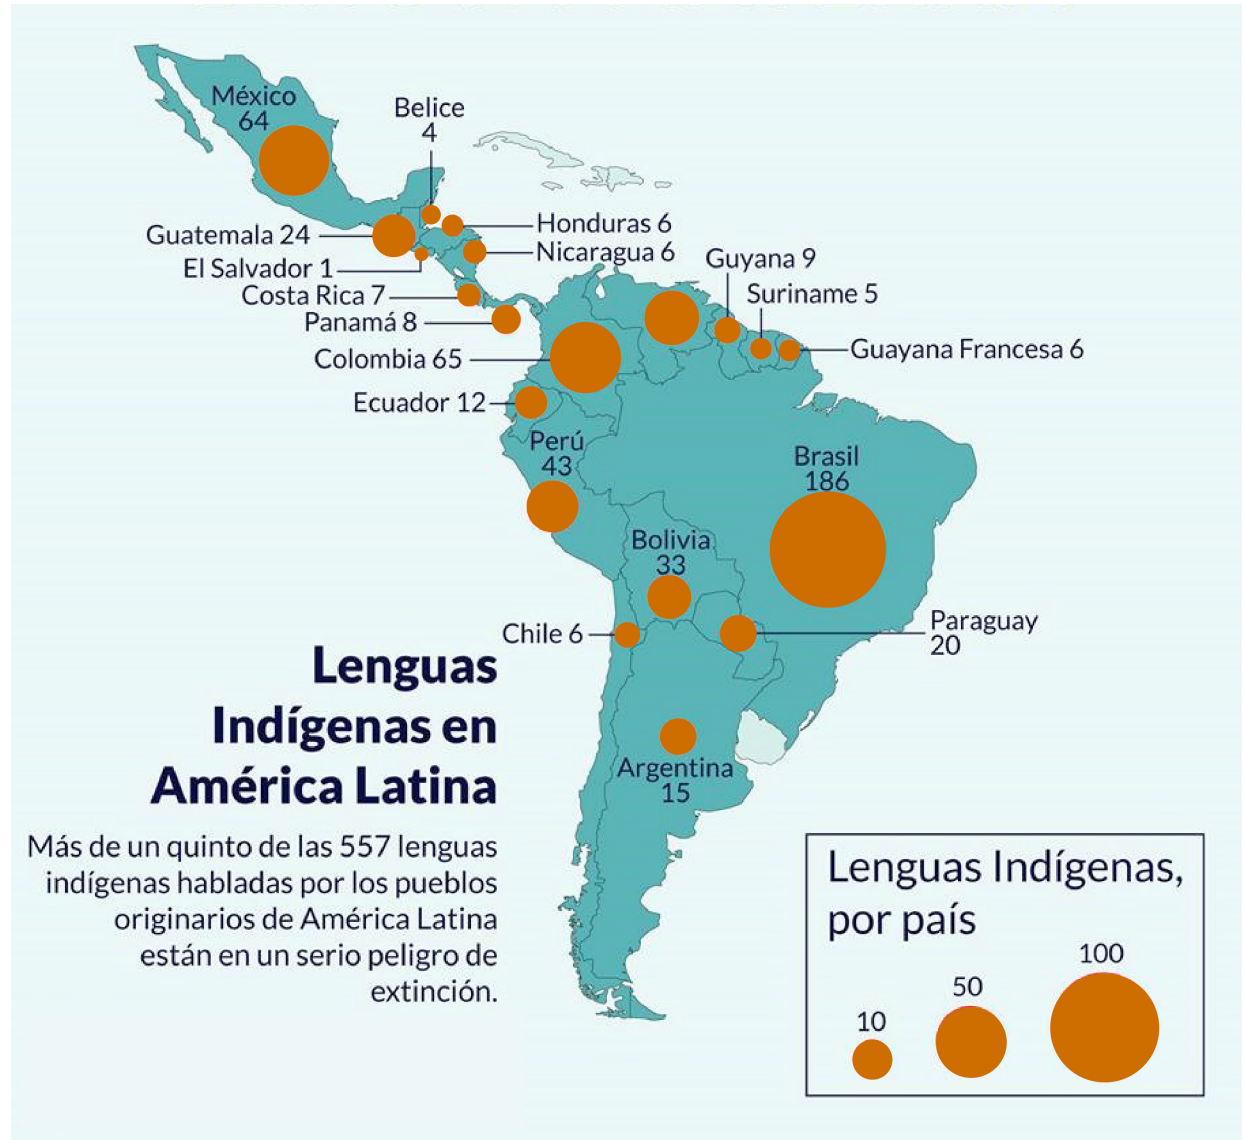 México
64
Belice
4
Guatemala 24
Honduras 6
El Salvador 1
Nicaragua 6
Costa Rica 7
Guyana 9
Panamá 8
Suriname 5
Colombia 65
Guayana Francesa 6
Ecuador 12
Perú
43
Brasil
186
Bolivia
33
Chile 6
Paraguay
20
Argentina
15
Lenguas
Indígenas en
América Latina
Más de un quinto de las 557 lenguas
indígenas habladas por los pueblos
originarios de América Latina
están en un serio peligro de
extinción.
Lenguas Indígenas,
por país
10
50
100